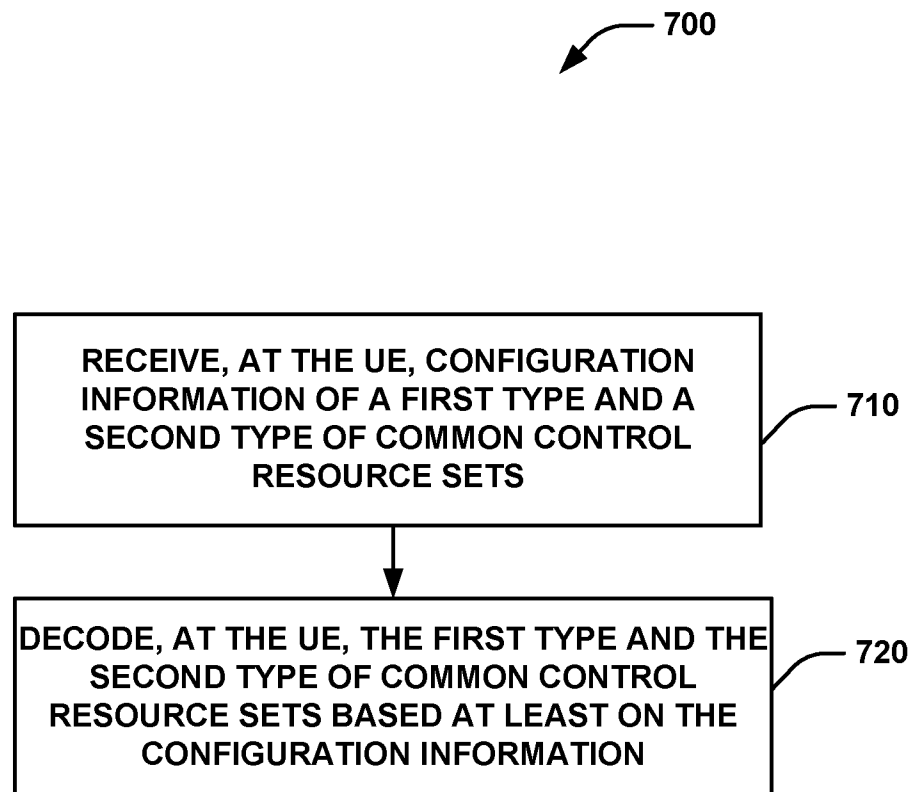 700
RECEIVE, AT THE UE, CONFIGURATION
INFORMATION OF A FIRST TYPE AND A
SECOND TYPE OF COMMON CONTROL
RESOURCE SETS
710
DECODE, AT THE UE, THE FIRST TYPE AND THE
SECOND TYPE OF COMMON CONTROL
RESOURCE SETS BASED AT LEAST ON THE
CONFIGURATION INFORMATION
720